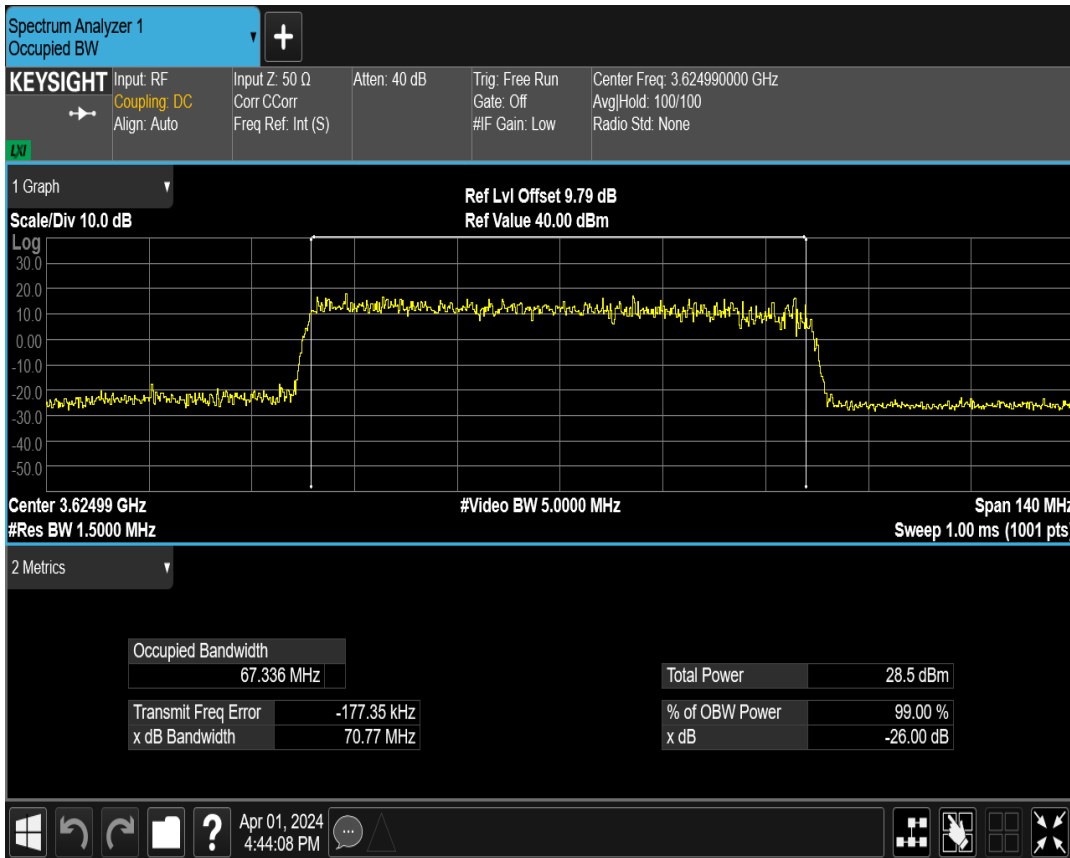 Spectrum Analyzer 1
Occupied BW
+
KEYSIGHT
LXI
Input: RF
Coupling: DC
Align: Auto
Input Z: 50 Ω
Corr CCorr
Freq Ref: Int (S)
Atten: 40 dB
Trig: Free Run
Gate: Off
#IF Gain: Low
Center Freq: 3.624990000 GHz
Avg|Hold: 100/100
Radio Std: None
1 Graph
Scale/Div 10.0 dB
Ref Lvl Offset 9.79 dB
Ref Value 40.00 dBm
Log
30.0
20.0
10.0
0.00
-10.0
-20.0
-30.0
-40.0
-50.0
Center 3.62499 GHz
#Res BW 1.5000 MHz
#Video BW 5.0000 MHz
Span 140 MHz
Sweep 1.00 ms (1001 pts)
2 Metrics
Occupied Bandwidth
67.336 MHz
Transmit Freq Error -177.35 kHz
x dB Bandwidth 70.77 MHz
Total Power 28.5 dBm
% of OBW Power 99.00 %
x dB -26.00 dB
?
Apr 01, 2024
4:44:08 PM